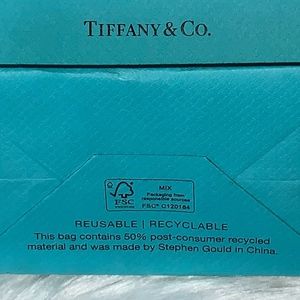 TIFFANY & CO.
FSC
MIX
Packaging from
responsible sources
FSC® C120164
REUSABLE | RECYCLABLE
This bag contains 50% post-consumer recycled
material and was made by Stephen Gould in China.